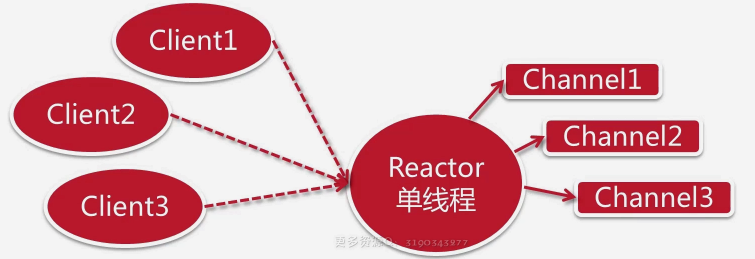 Client1
Client2
Client3
Reactor
单线程
Channel1
Channel2
Channel3